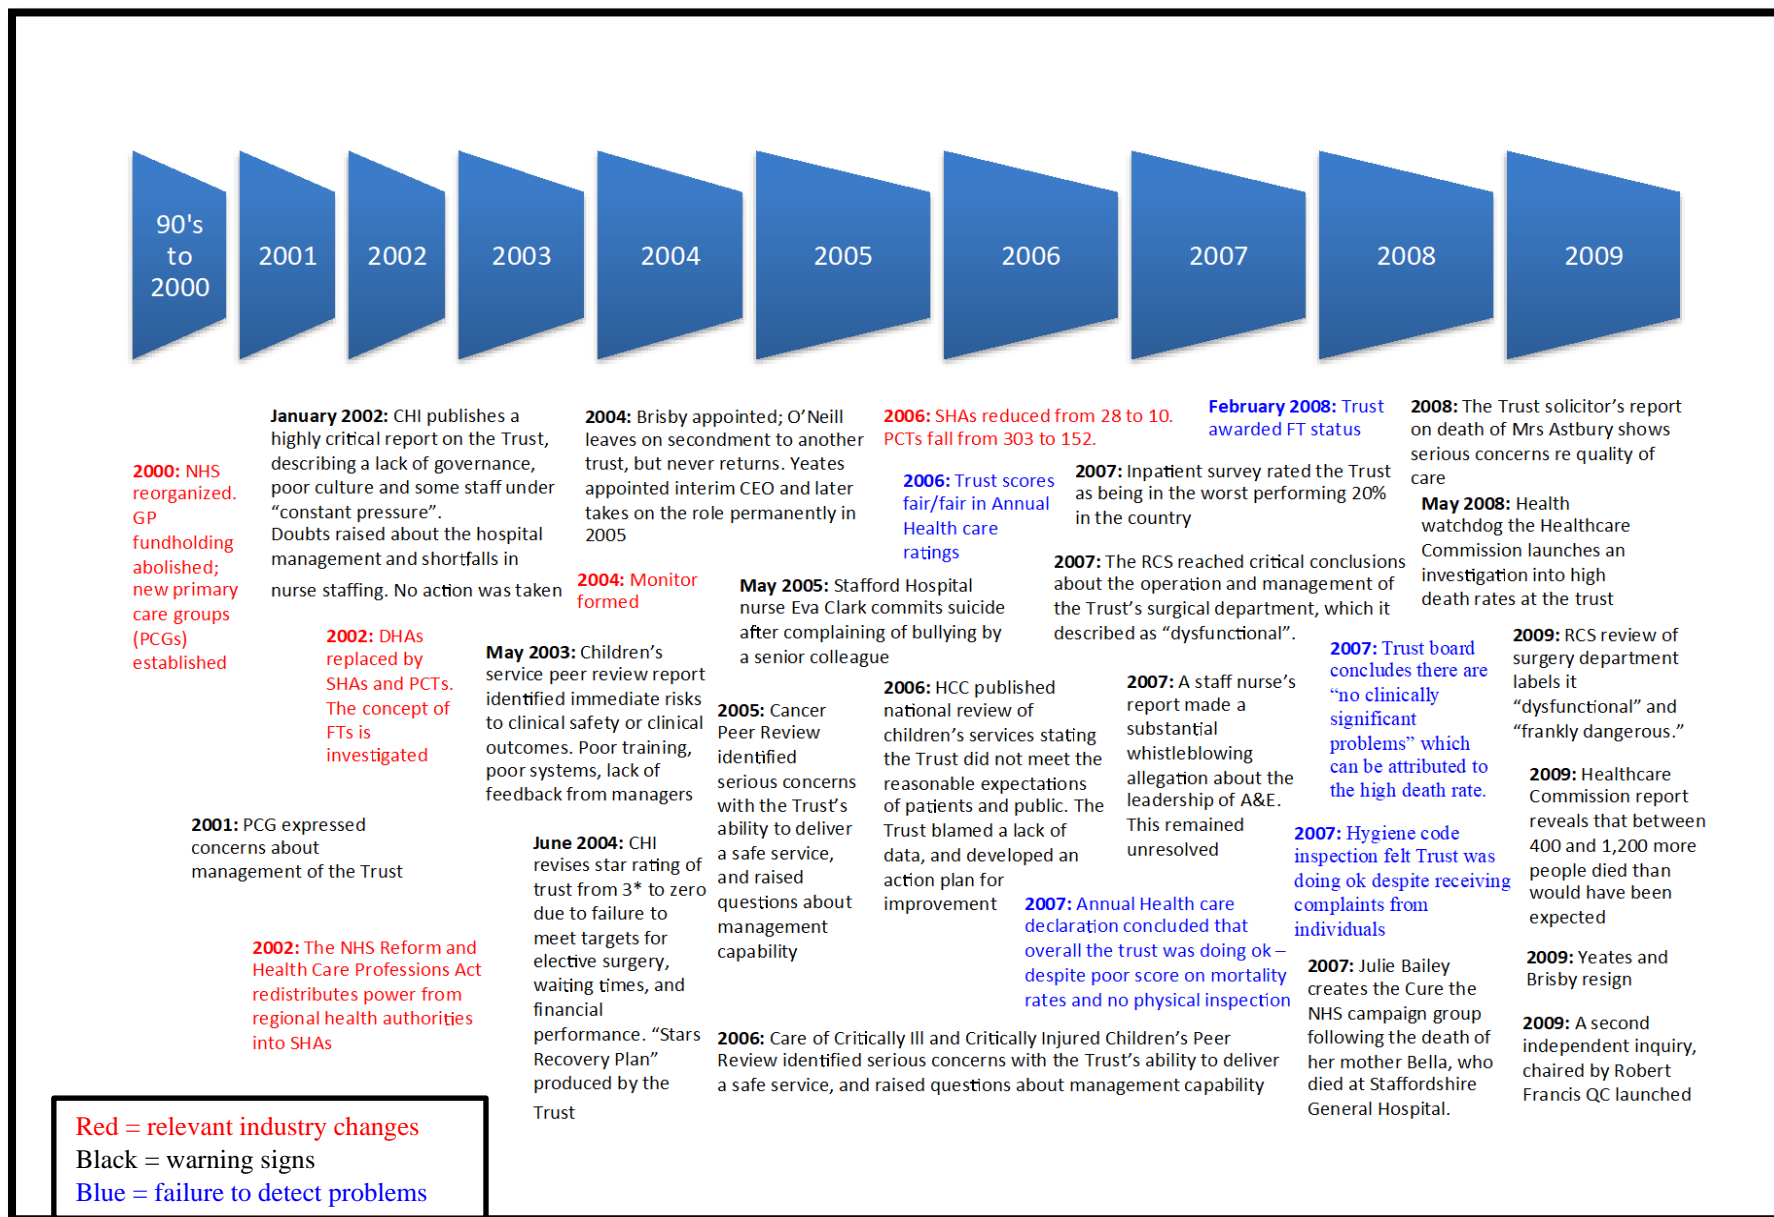 90's
to
2000
2001
2002
2003
2004
2005
2006
2007
2008
2009
2000: NHS
reorganized.
GP
fundholding
abolished;
new primary
care groups
(PCGs)
established
January 2002: CHI publishes a
highly critical report on the Trust,
describing a lack of governance,
poor culture and some staff under
“constant pressure”.
Doubts raised about the hospital
management and shortfalls in
nurse staffing. No action was taken
2002: DHAs
replaced by
SHAs and PCTs.
The concept of
FTs is
investigated
2001: PCG expressed
concerns about
management of the Trust
2002: The NHS Reform and
Health Care Professions Act
redistributes power from
regional health authorities
into SHAs
2004: Brisby appointed; O’Neill
leaves on secondment to another
trust, but never returns. Yeates
appointed interim CEO and later
takes on the role permanently in
2005
2004: Monitor
formed
May 2003: Children’s
service peer review report
identified immediate risks
to clinical safety or clinical
outcomes. Poor training,
poor systems, lack of
feedback from managers
June 2004: CHI
revises star rating of
trust from 3* to zero
due to failure to
meet targets for
elective surgery,
waiting times, and
financial
performance. “Stars
Recovery Plan”
produced by the
Trust
2006: SHAs reduced from 28 to 10.
PCTs fall from 303 to 152.
2006: Trust scores
fair/fair in Annual
Health care
ratings
May 2005: Stafford Hospital
nurse Eva Clark commits suicide
after complaining of bullying by
a senior colleague
2005: Cancer
Peer Review
identified
serious concerns
with the Trust’s
ability to deliver
a safe service,
and raised
questions about
management
capability
2006: HCC published
national review of
children’s services stating
the Trust did not meet the
reasonable expectations
of patients and public. The
Trust blamed a lack of
data, and developed an
action plan for
improvement
2006: Care of Critically Ill and Critically Injured Children’s Peer
Review identified serious concerns with the Trust’s ability to deliver
a safe service, and raised questions about management capability
February 2008: Trust
awarded FT status
2007: Inpatient survey rated the Trust
as being in the worst performing 20%
in the country
2007: The RCS reached critical conclusions
about the operation and management of
the Trust’s surgical department, which it
described as “dysfunctional”.
2007: A staff nurse’s
report made a
substantial
whistleblowing
allegation about the
leadership of A&E.
This remained
unresolved
2007: Annual Health care
declaration concluded that
overall the trust was doing ok –
despite poor score on mortality
rates and no physical inspection
2007: Trust board
concludes there are
“no clinically
significant
problems” which
can be attributed to
the high death rate.
2007: Hygiene code
inspection felt Trust was
doing ok despite receiving
complaints from
individuals
2007: Julie Bailey
creates the Cure the
NHS campaign group
following the death of
her mother Bella, who
died at Staffordshire
General Hospital.
2008: The Trust solicitor’s report
on death of Mrs Astbury shows
serious concerns re quality of
care
May 2008: Health
watchdog the Healthcare
Commission launches an
investigation into high
death rates at the trust
2009: RCS review of
surgery department
labels it
“dysfunctional” and
“frankly dangerous.”
2009: Healthcare
Commission report
reveals that between
400 and 1,200 more
people died than
would have been
expected
2009: Yeates and
Brisby resign
2009: A second
independent inquiry,
chaired by Robert
Francis QC launched
Red = relevant industry changes
Black = warning signs
Blue = failure to detect problems